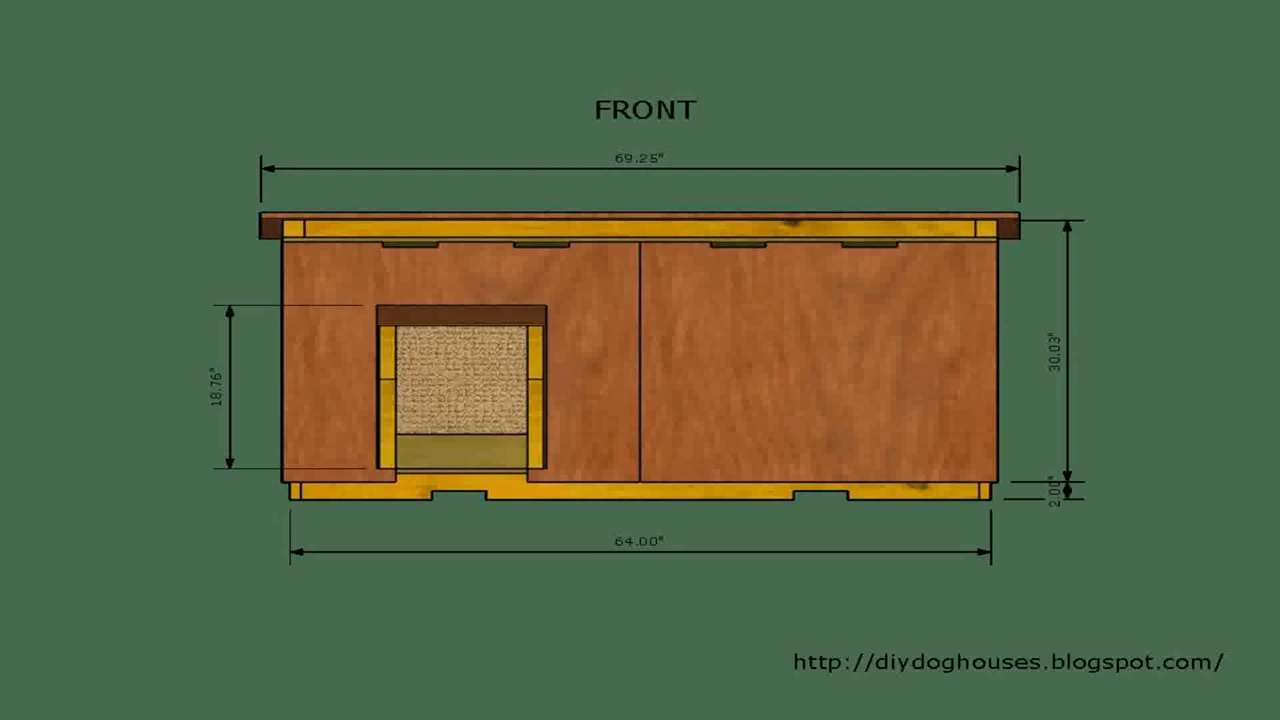 FRONT
69.25"
18.76"
30.03"
2.00"
64.00"
http://diydoghouses.blogspot.com/